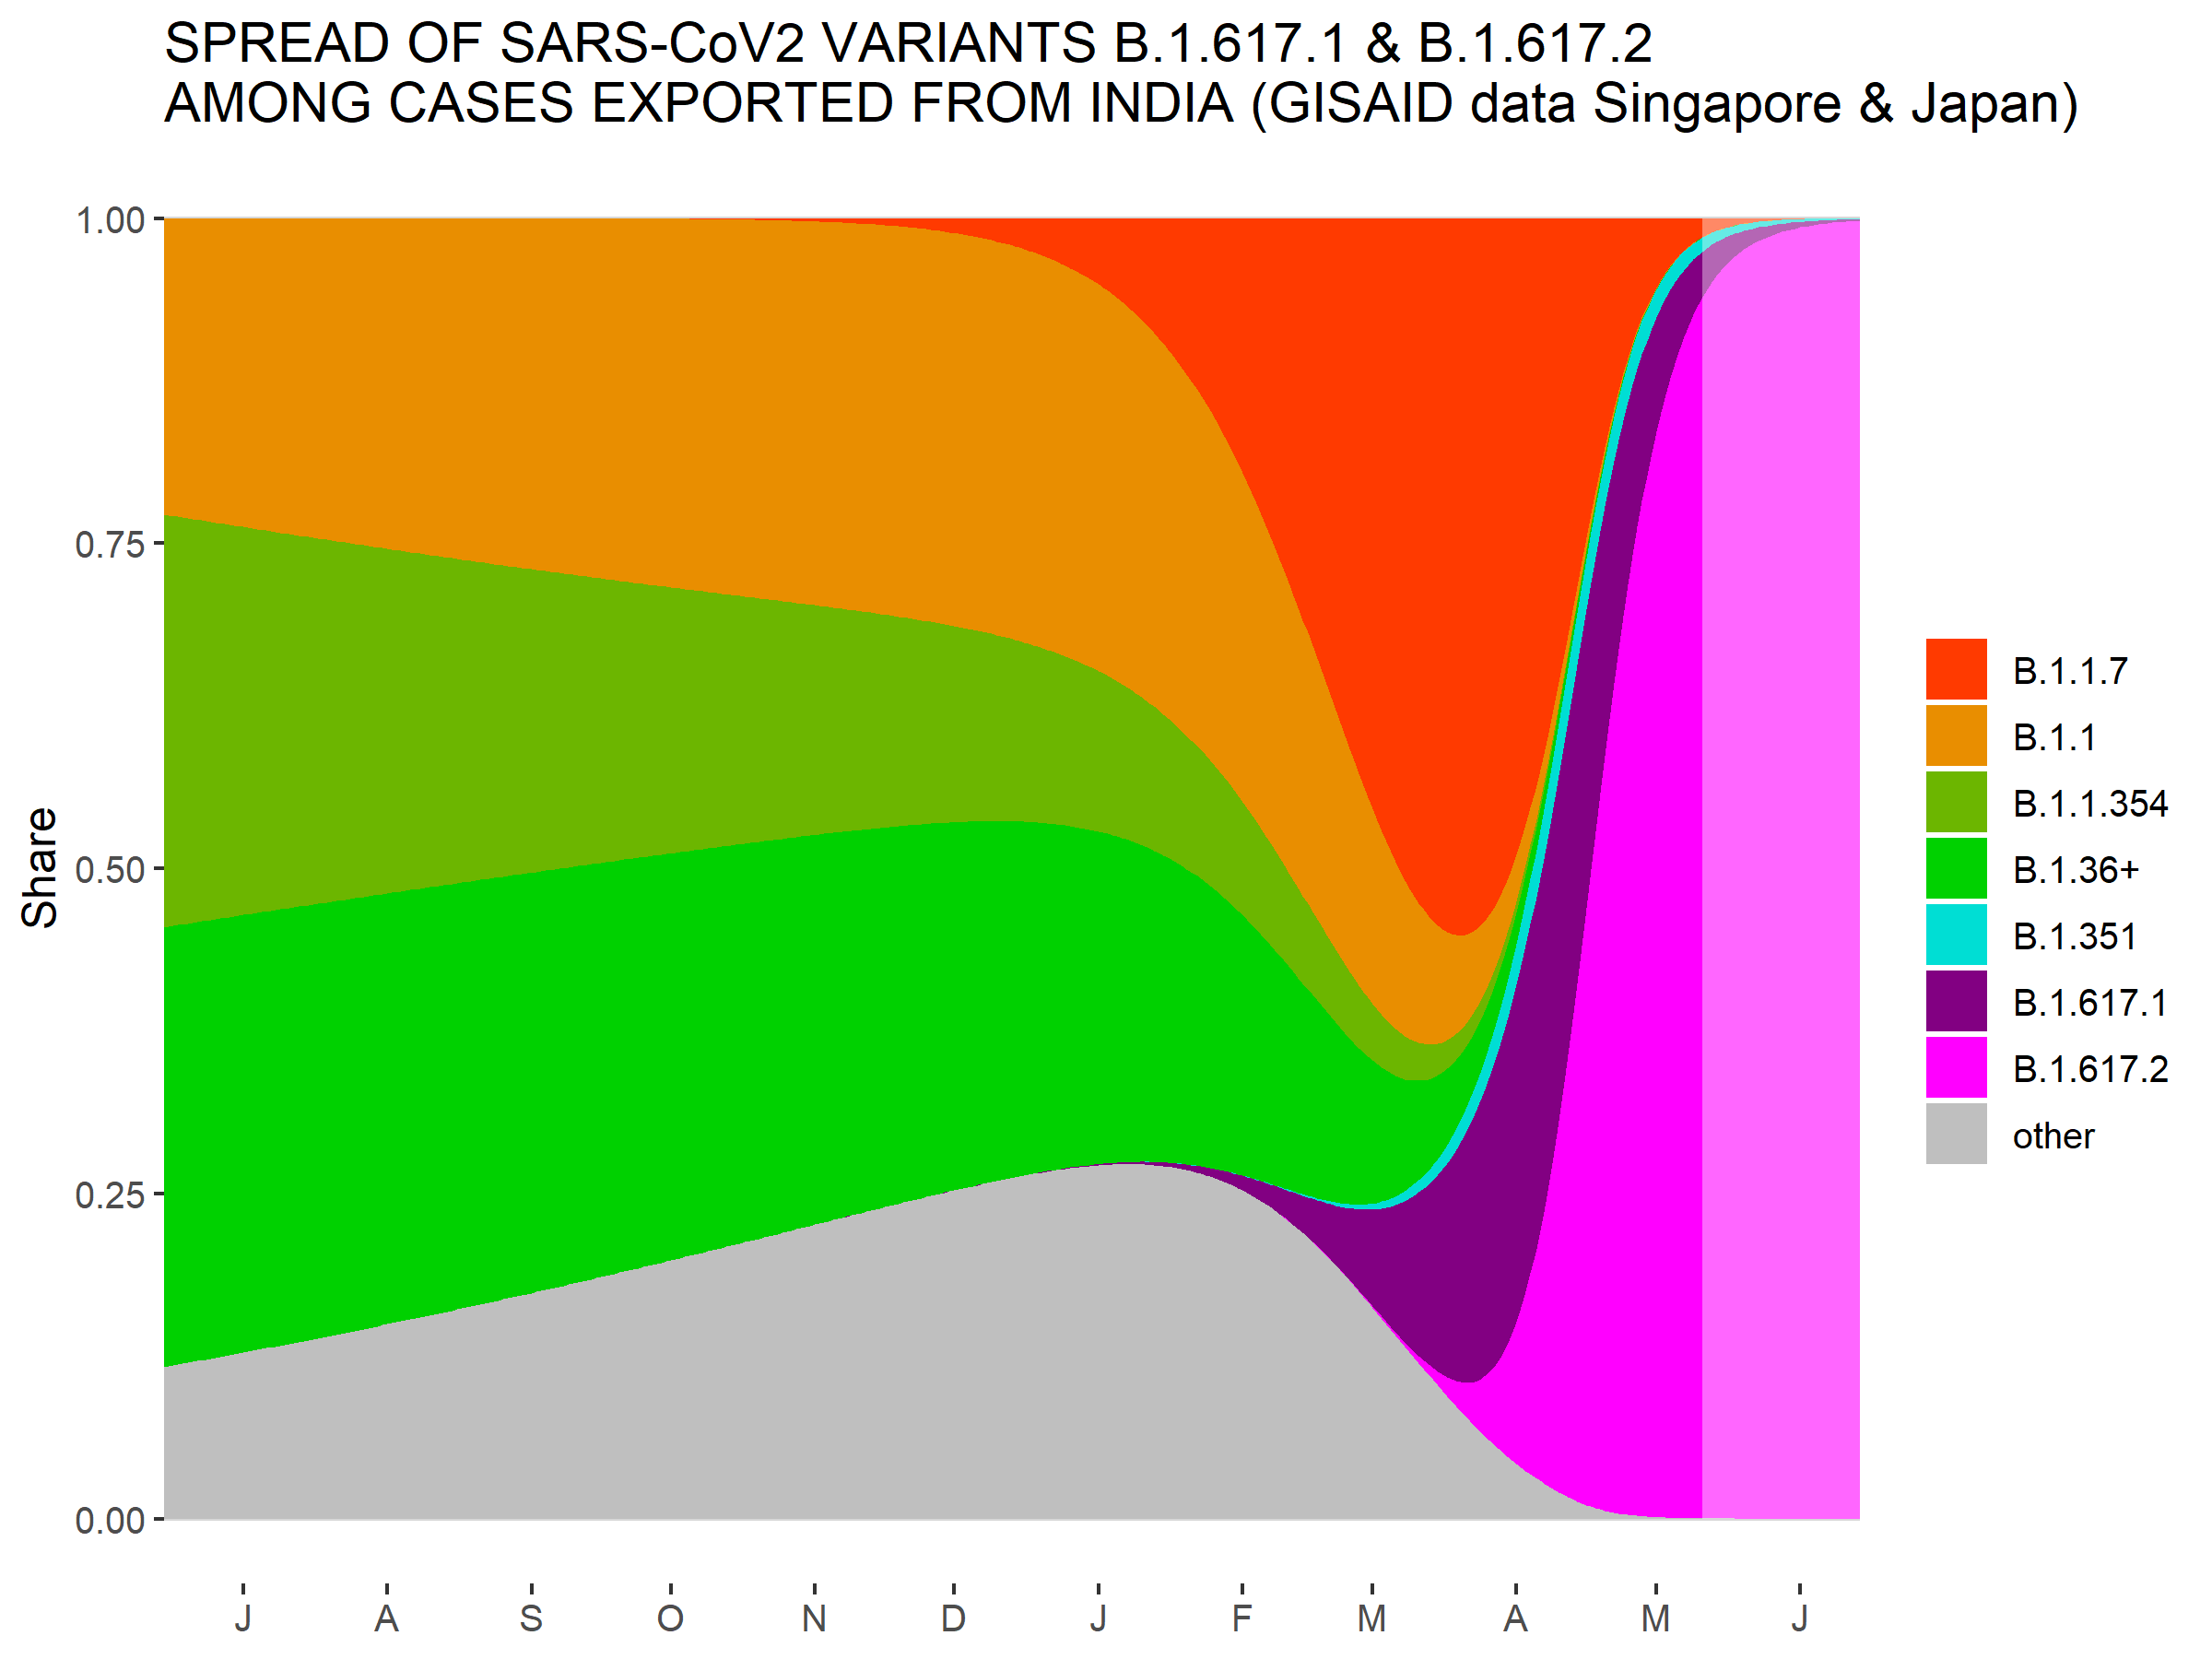 SPREAD OF SARS-CoV2 VARIANTS B.1.617.1 & B.1.617.2
AMONG CASES EXPORTED FROM INDIA (GISAID data Singapore & Japan)
1.00
0.75
0.50
0.25
0.00
Share
J A S O N D J F M A M J
B.1.1.7
B.1.1
B.1.1.354
B.1.36+
B.1.351
B.1.617.1
B.1.617.2
other